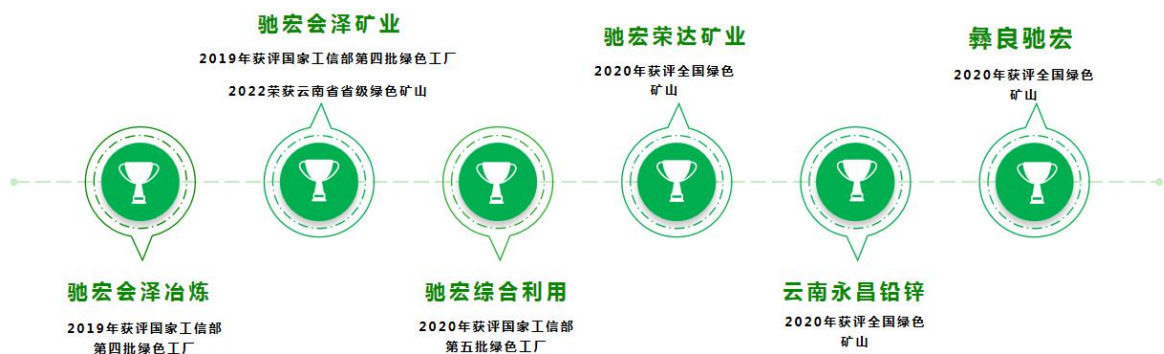 驰宏会泽矿业
2019年获评国家工信部第四批绿色工厂
2022荣获云南省省级绿色矿山
驰宏荣达矿业
2020年获评全国绿色
矿山
彝良驰宏
2020年获评全国绿色
矿山
驰宏会泽冶炼
2019年获评国家工信部
第四批绿色工厂
驰宏综合利用
2020年获评国家工信部
第五批绿色工厂
云南永昌铅锌
2020年获评全国绿色
矿山